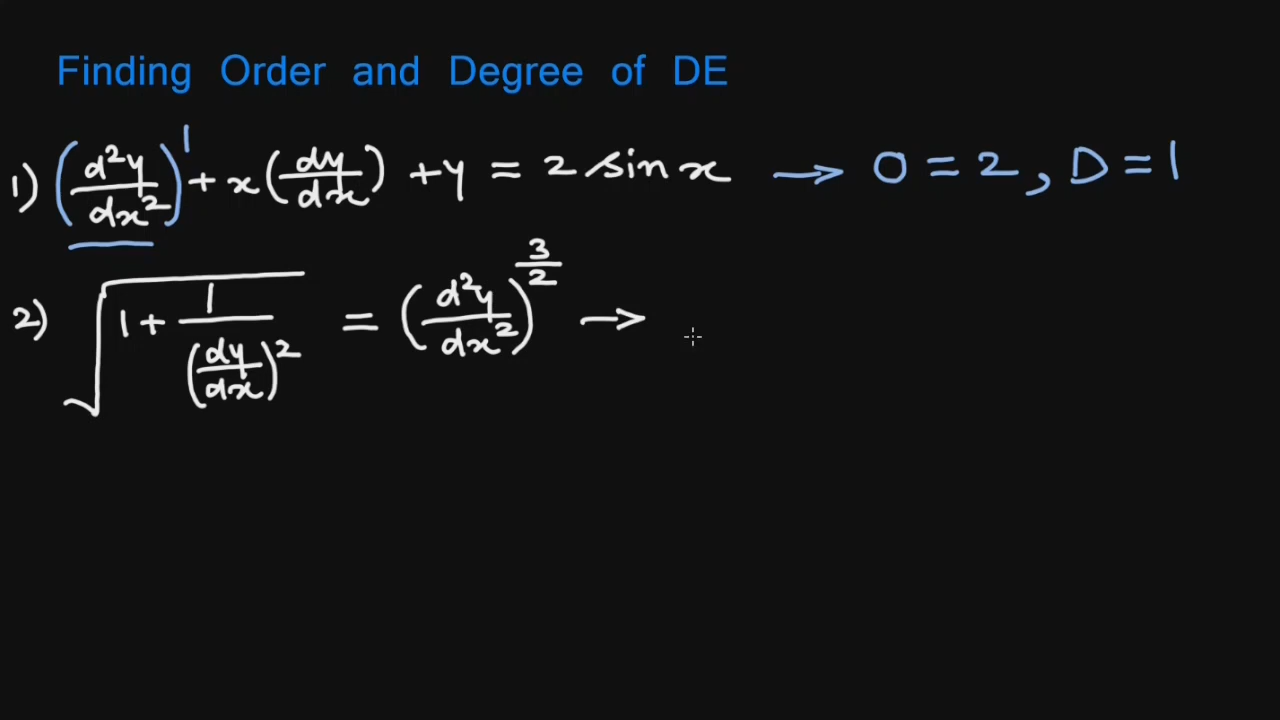 Finding Order and Degree of DE
1) (d²y/dx²)¹ + x(dy/dx) + y = 2 sin x → O = 2, D = 1
2) √(1 + 1/(dy/dx)²) = (d²y/dx²)^(3/2) →